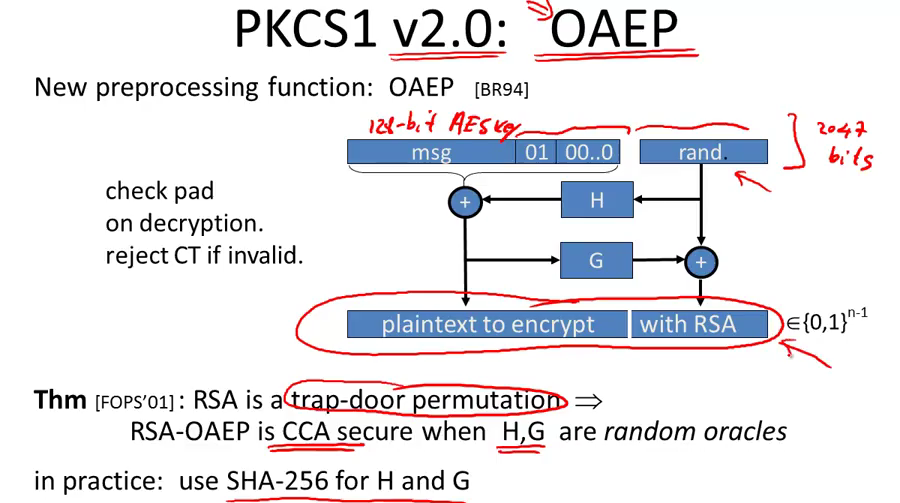 PKCS1 v2.0: OAEP
New preprocessing function: OAEP [BR94]
128-bit AES key
2047
bits
msg 01 00..0 rand.
check pad
on decryption.
reject CT if invalid.
+ H
G +
plaintext to encrypt with RSA ∈{0,1}ⁿ⁻¹
Thm [FOPS'01] : RSA is a trap-door permutation ⇒
RSA-OAEP is CCA secure when H,G are random oracles
in practice: use SHA-256 for H and G